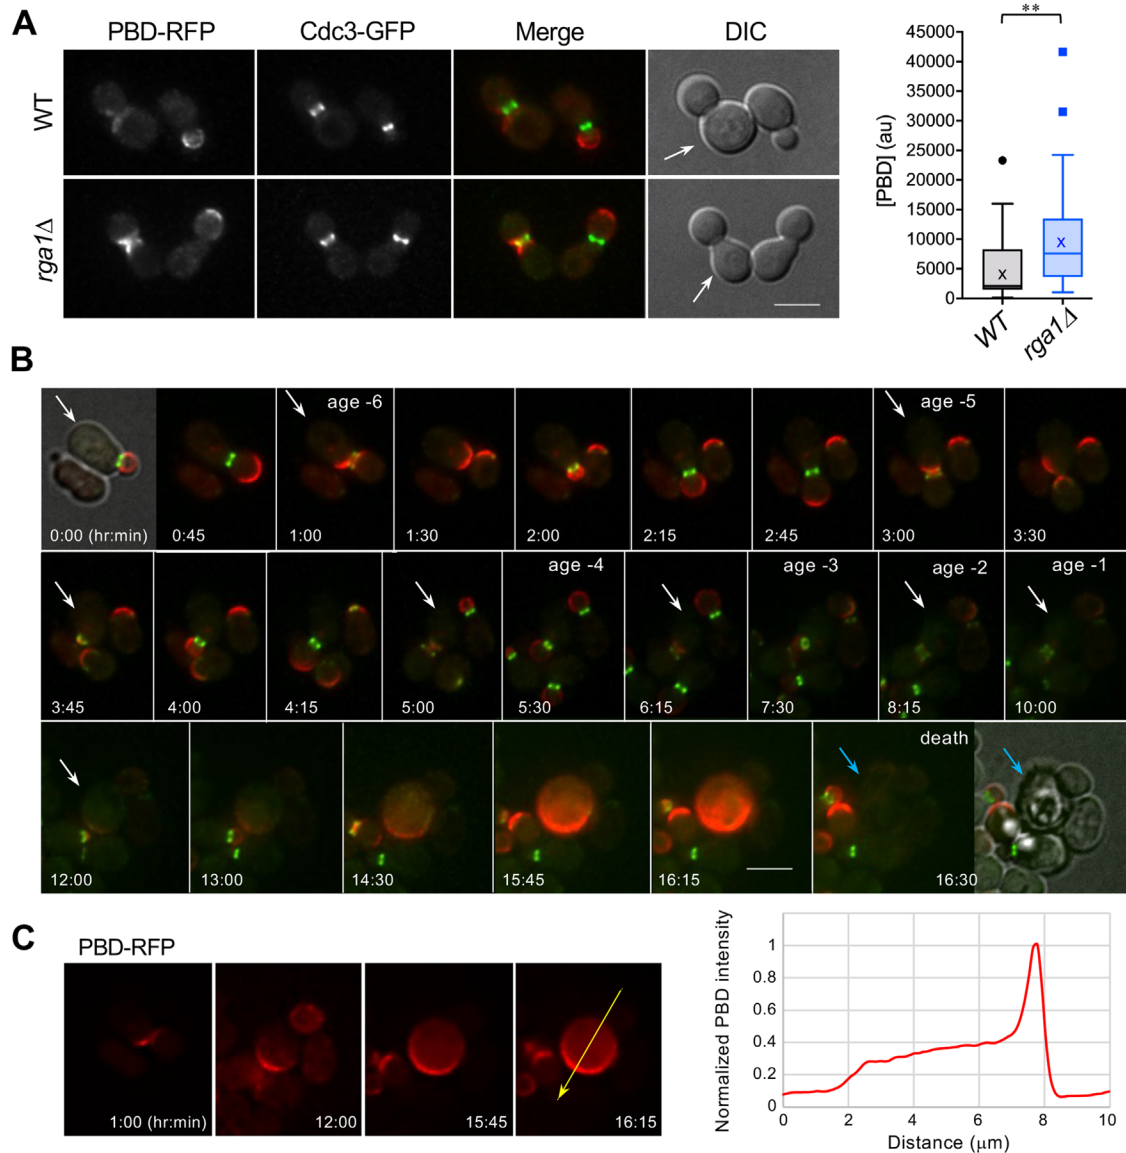 A
PBD-RFP Cdc3-GFP Merge DIC
WT
rga1Δ
**
[PBD] (au)
45000
40000
35000
30000
25000
20000
15000
10000
5000
0
x
x
WT
rga1Δ
B
age -6
age -5
0:00 (hr:min) 0:45 1:00 1:30 2:00 2:15 2:45 3:00 3:30
age -4 age -3 age -2 age -1
3:45 4:00 4:15 5:00 5:30 6:15 7:30 8:15 10:00
death
12:00 13:00 14:30 15:45 16:15 16:30
C
PBD-RFP
1:00 (hr:min) 12:00 15:45 16:15
Normalized PBD intensity
1
0.8
0.6
0.4
0.2
0
0 2 4 6 8 10
Distance (μm)